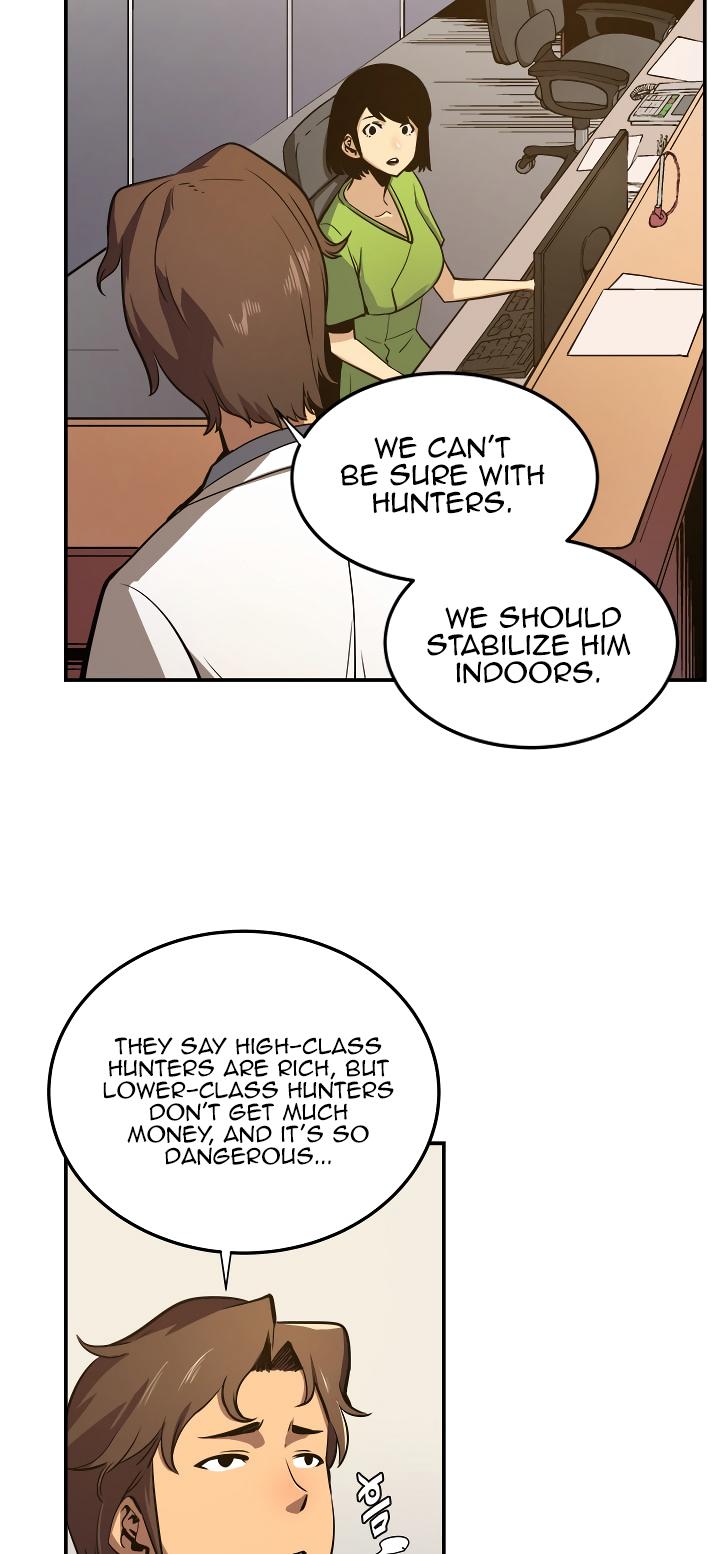 WE CAN'T
BE SURE WITH
HUNTERS.
WE SHOULD
STABILIZE HIM
INDOORS.
THEY SAY HIGH-CLASS
HUNTERS ARE RICH, BUT
LOWER-CLASS HUNTERS
DON'T GET MUCH
MONEY, AND IT'S SO
DANGEROUS...